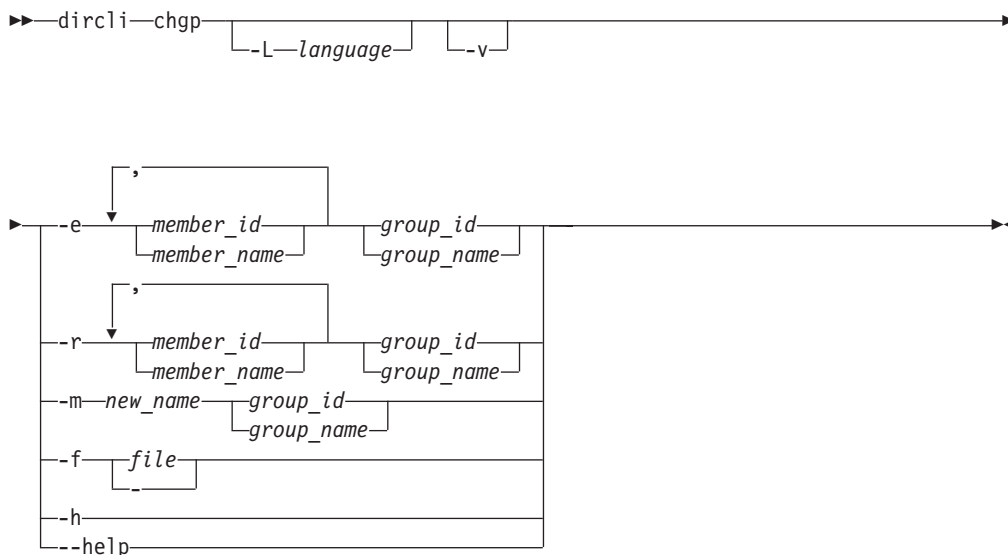 dircli chgp
-L language -v
,
-e member_id group_id
member_name group_name
,
-r member_id group_id
member_name group_name
-m new_name group_id
group_name
-f file
-
-h
--help